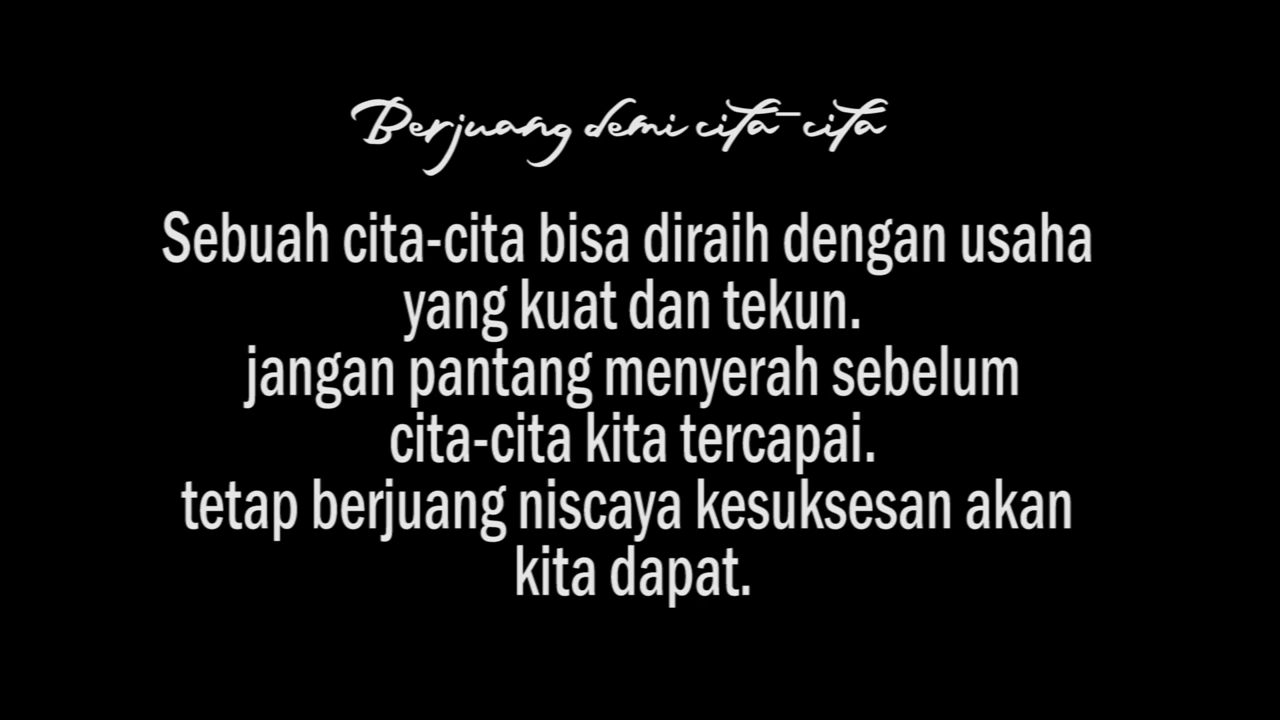 Berjuang demi cita-cita
Sebuah cita-cita bisa diraih dengan usaha
yang kuat dan tekun.
jangan pantang menyerah sebelum
cita-cita kita tercapai.
tetap berjuang niscaya kesuksesan akan
kita dapat.